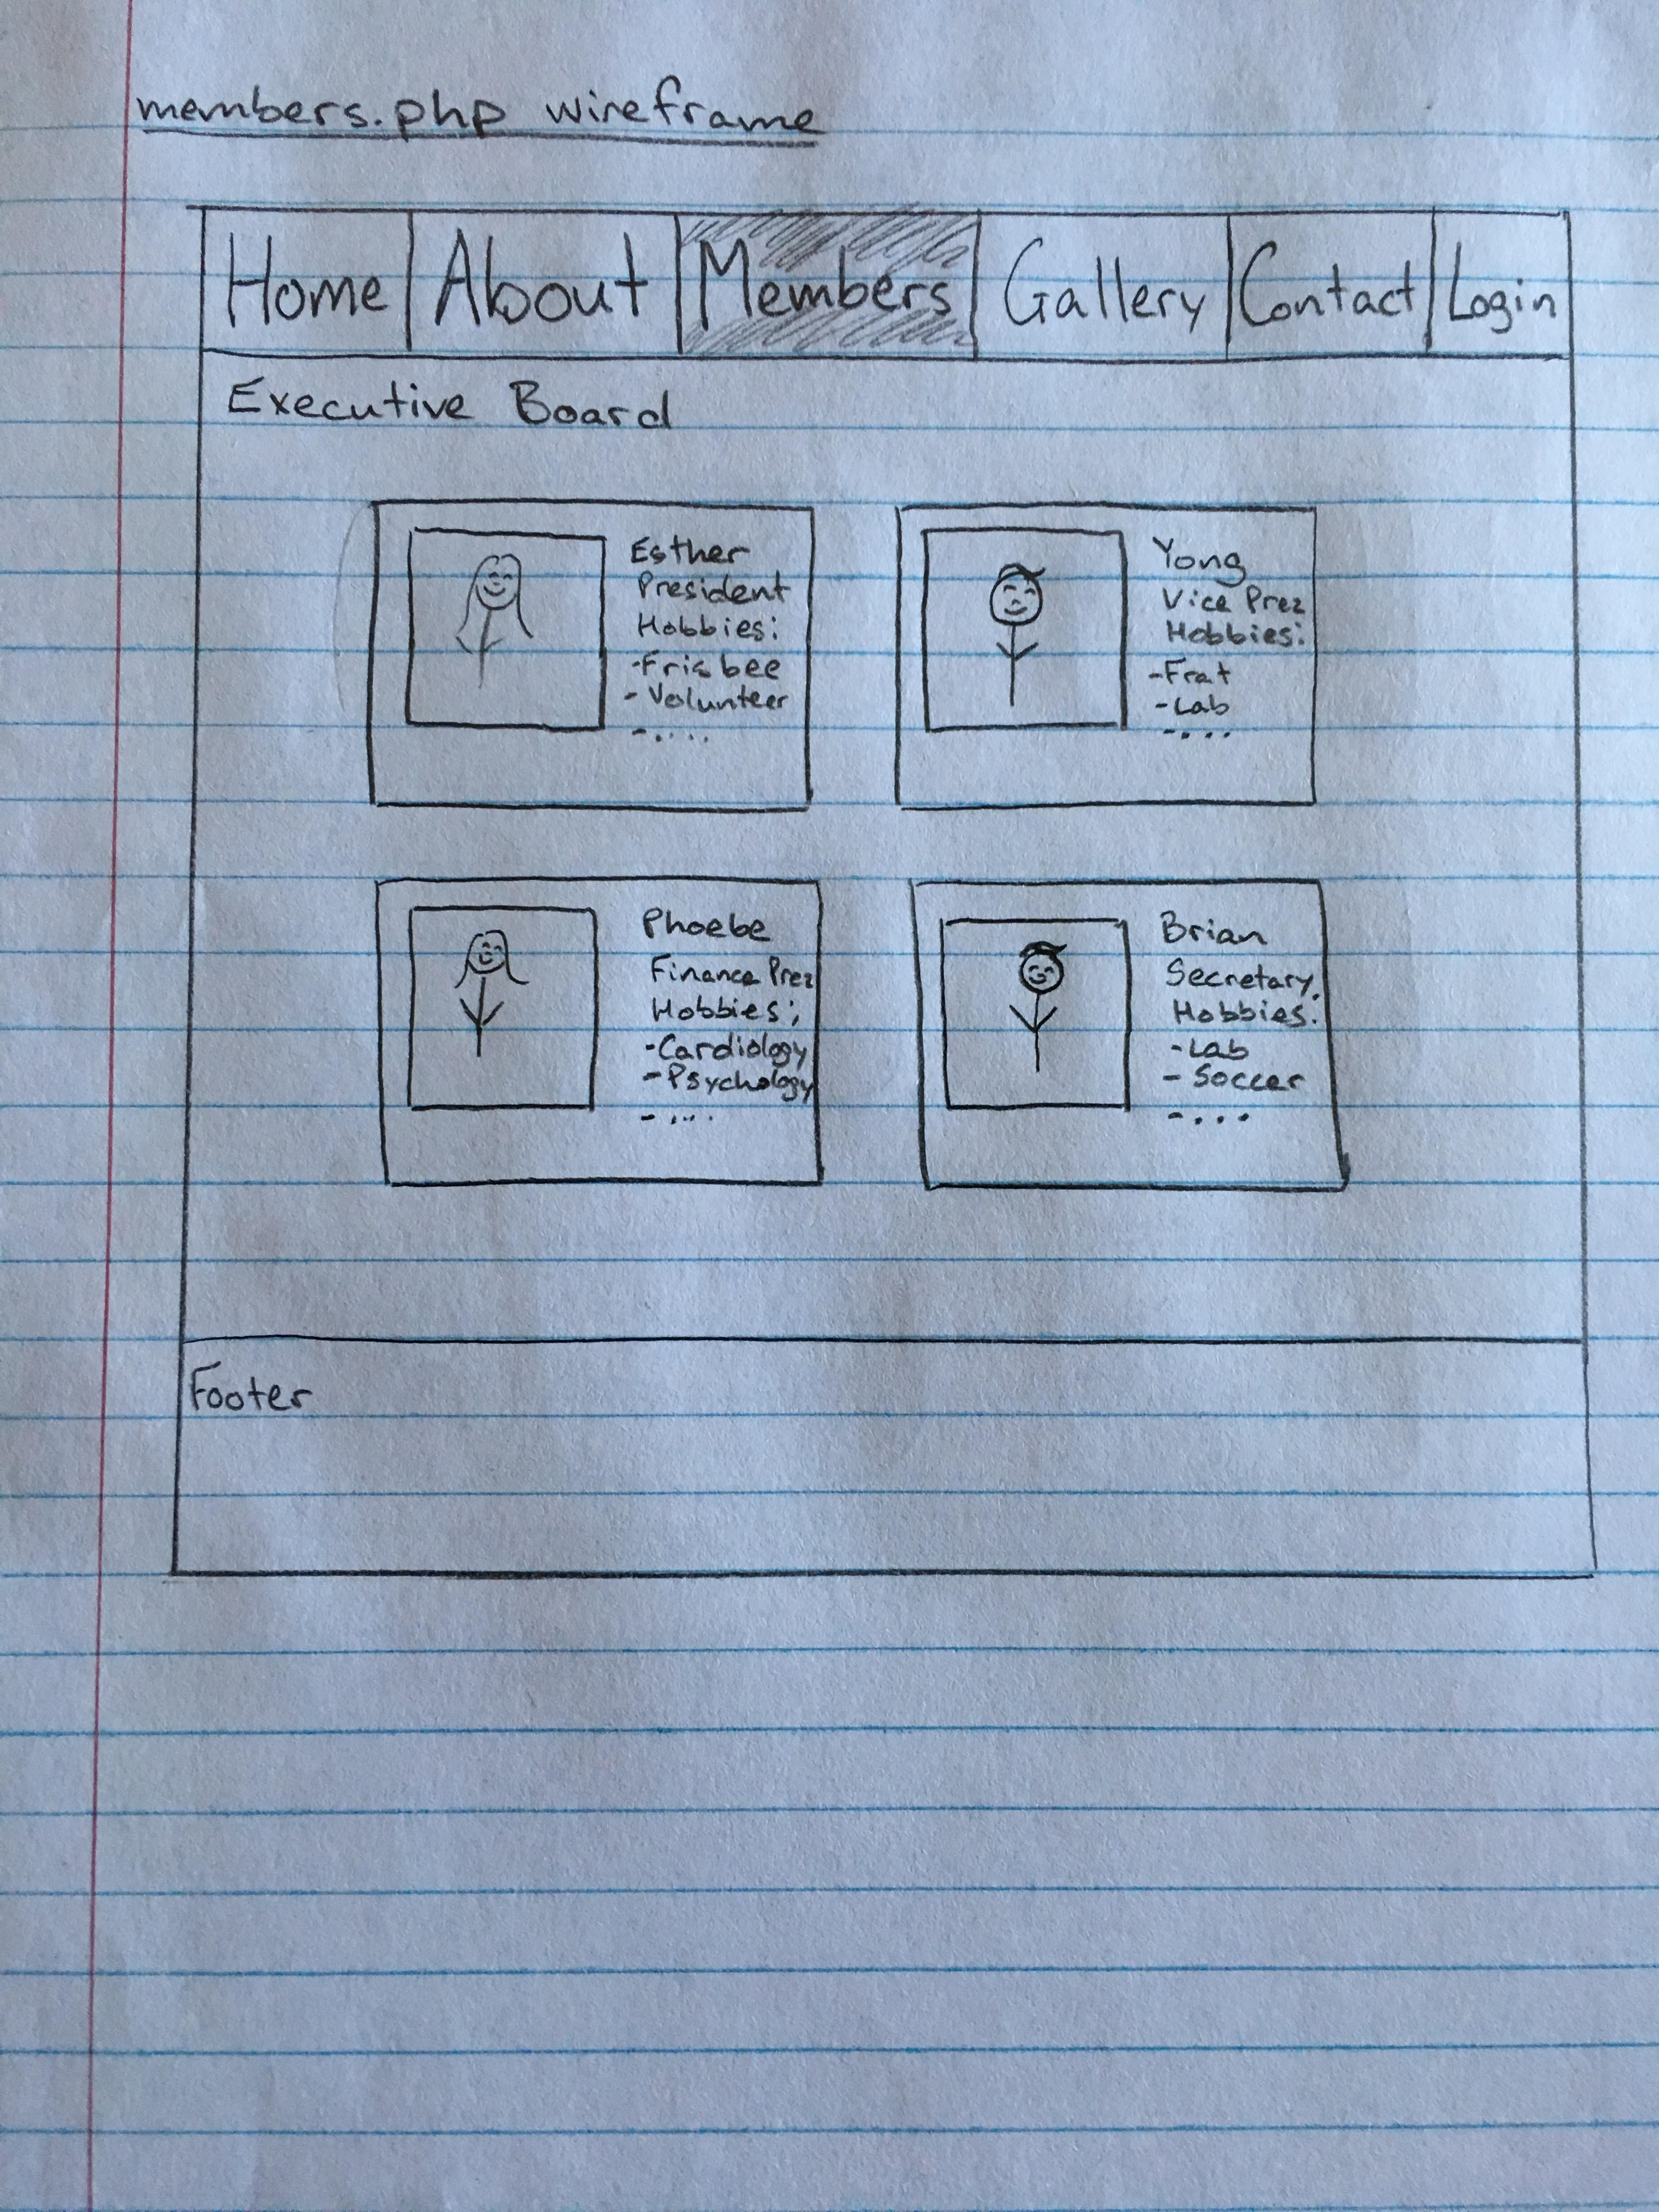 members.php wireframe
Home About Members Gallery Contact Login
Executive Board
Esther
President
Hobbies:
-Frisbee
- Volunteer
-....
Yong
Vice Prez
Hobbies:
-Frat
-Lab
-....
Phoebe
Finance Prez
Hobbies:
-Cardiology
-Psychology
-....
Brian
Secretary
Hobbies:
-Lab
- Soccer
-...
Footer